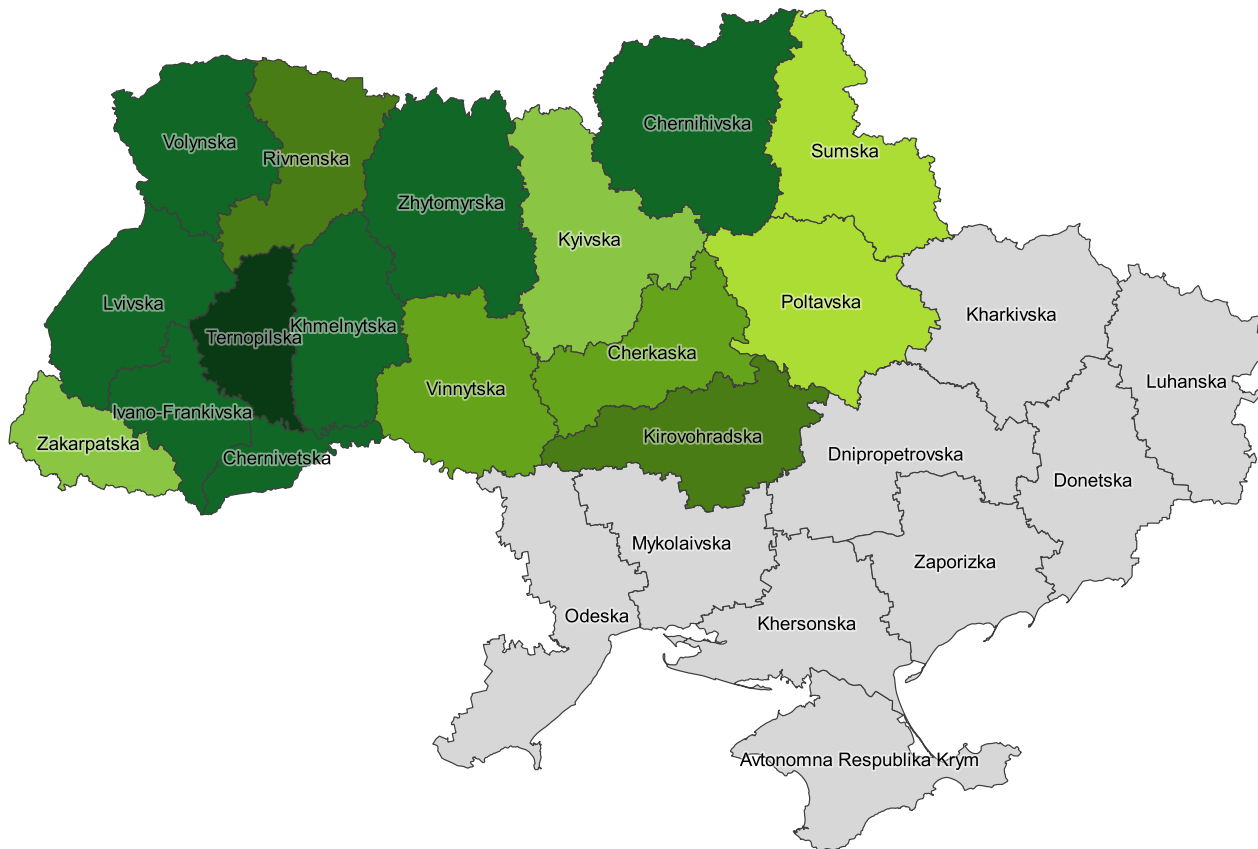 Chernihivska
Volynska
Rivnenska
Sumska
Zhytomyrska
Kyivska
Lvivska
Poltavska
Kharkivska
Khmelnytska
Ternopilska
Cherkaska
Luhanska
Vinnytska
Ivano-Frankivska
Kirovohradska
Zakarpatska
Dnipropetrovska
Chernivetska
Donetska
Mykolaivska
Zaporizka
Odeska
Khersonska
Avtonomna Respublika Krym